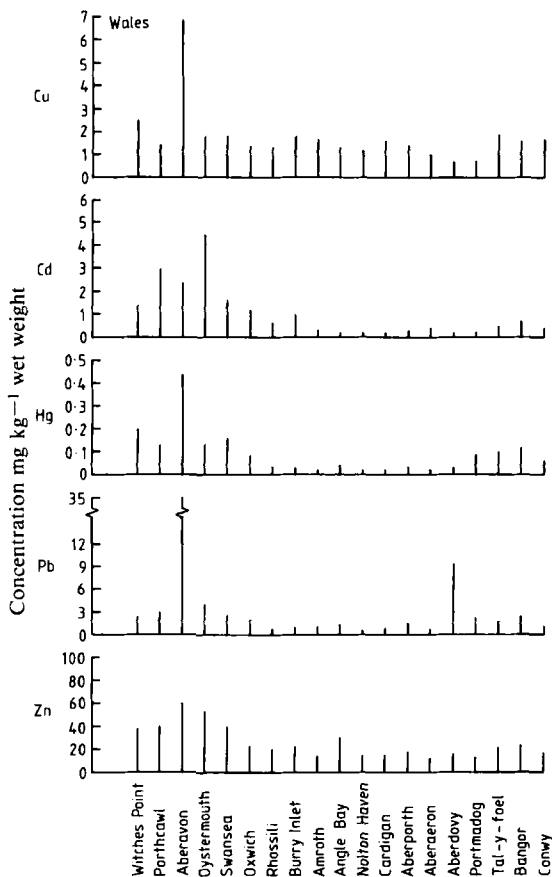 Wales
Cu
7
6
5
4
3
2
1
0
Cd
6
5
4
3
2
1
0
Concentration mg kg⁻¹ wet weight
Hg
0·5
0·4
0·3
0·2
0·1
0
Pb
35
12
9
6
3
0
Zn
100
80
60
40
20
0
Witches Point
Porthcawl
Aberavon
Oystermouth
Swansea
Oxwich
Rhossili
Burry Inlet
Amroth
Angle Bay
Nolton Haven
Cardigan
Aberporth
Aberaeron
Aberdovy
Portmadog
Tal-y-foel
Bangor
Conwy